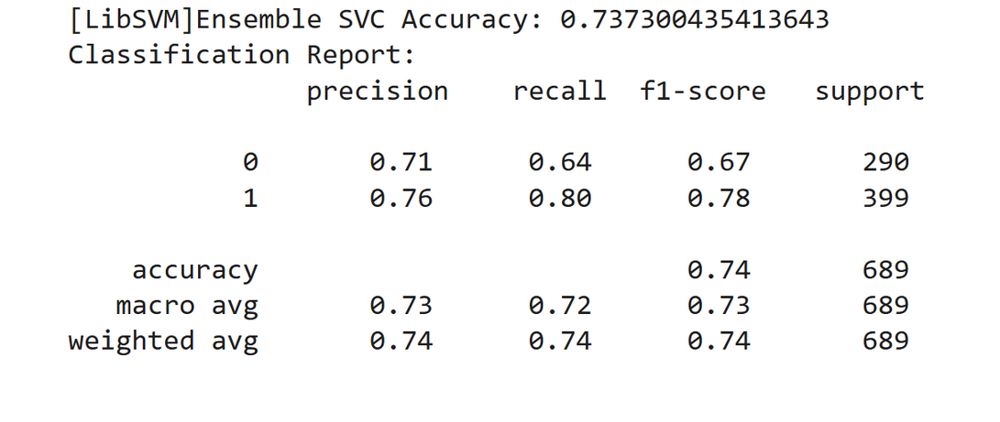 [LibSVM]Ensemble SVC Accuracy: 0.737300435413643
Classification Report:
precision recall f1-score support
0 0.71 0.64 0.67 290
1 0.76 0.80 0.78 399
accuracy 0.74 689
macro avg 0.73 0.72 0.73 689
weighted avg 0.74 0.74 0.74 689